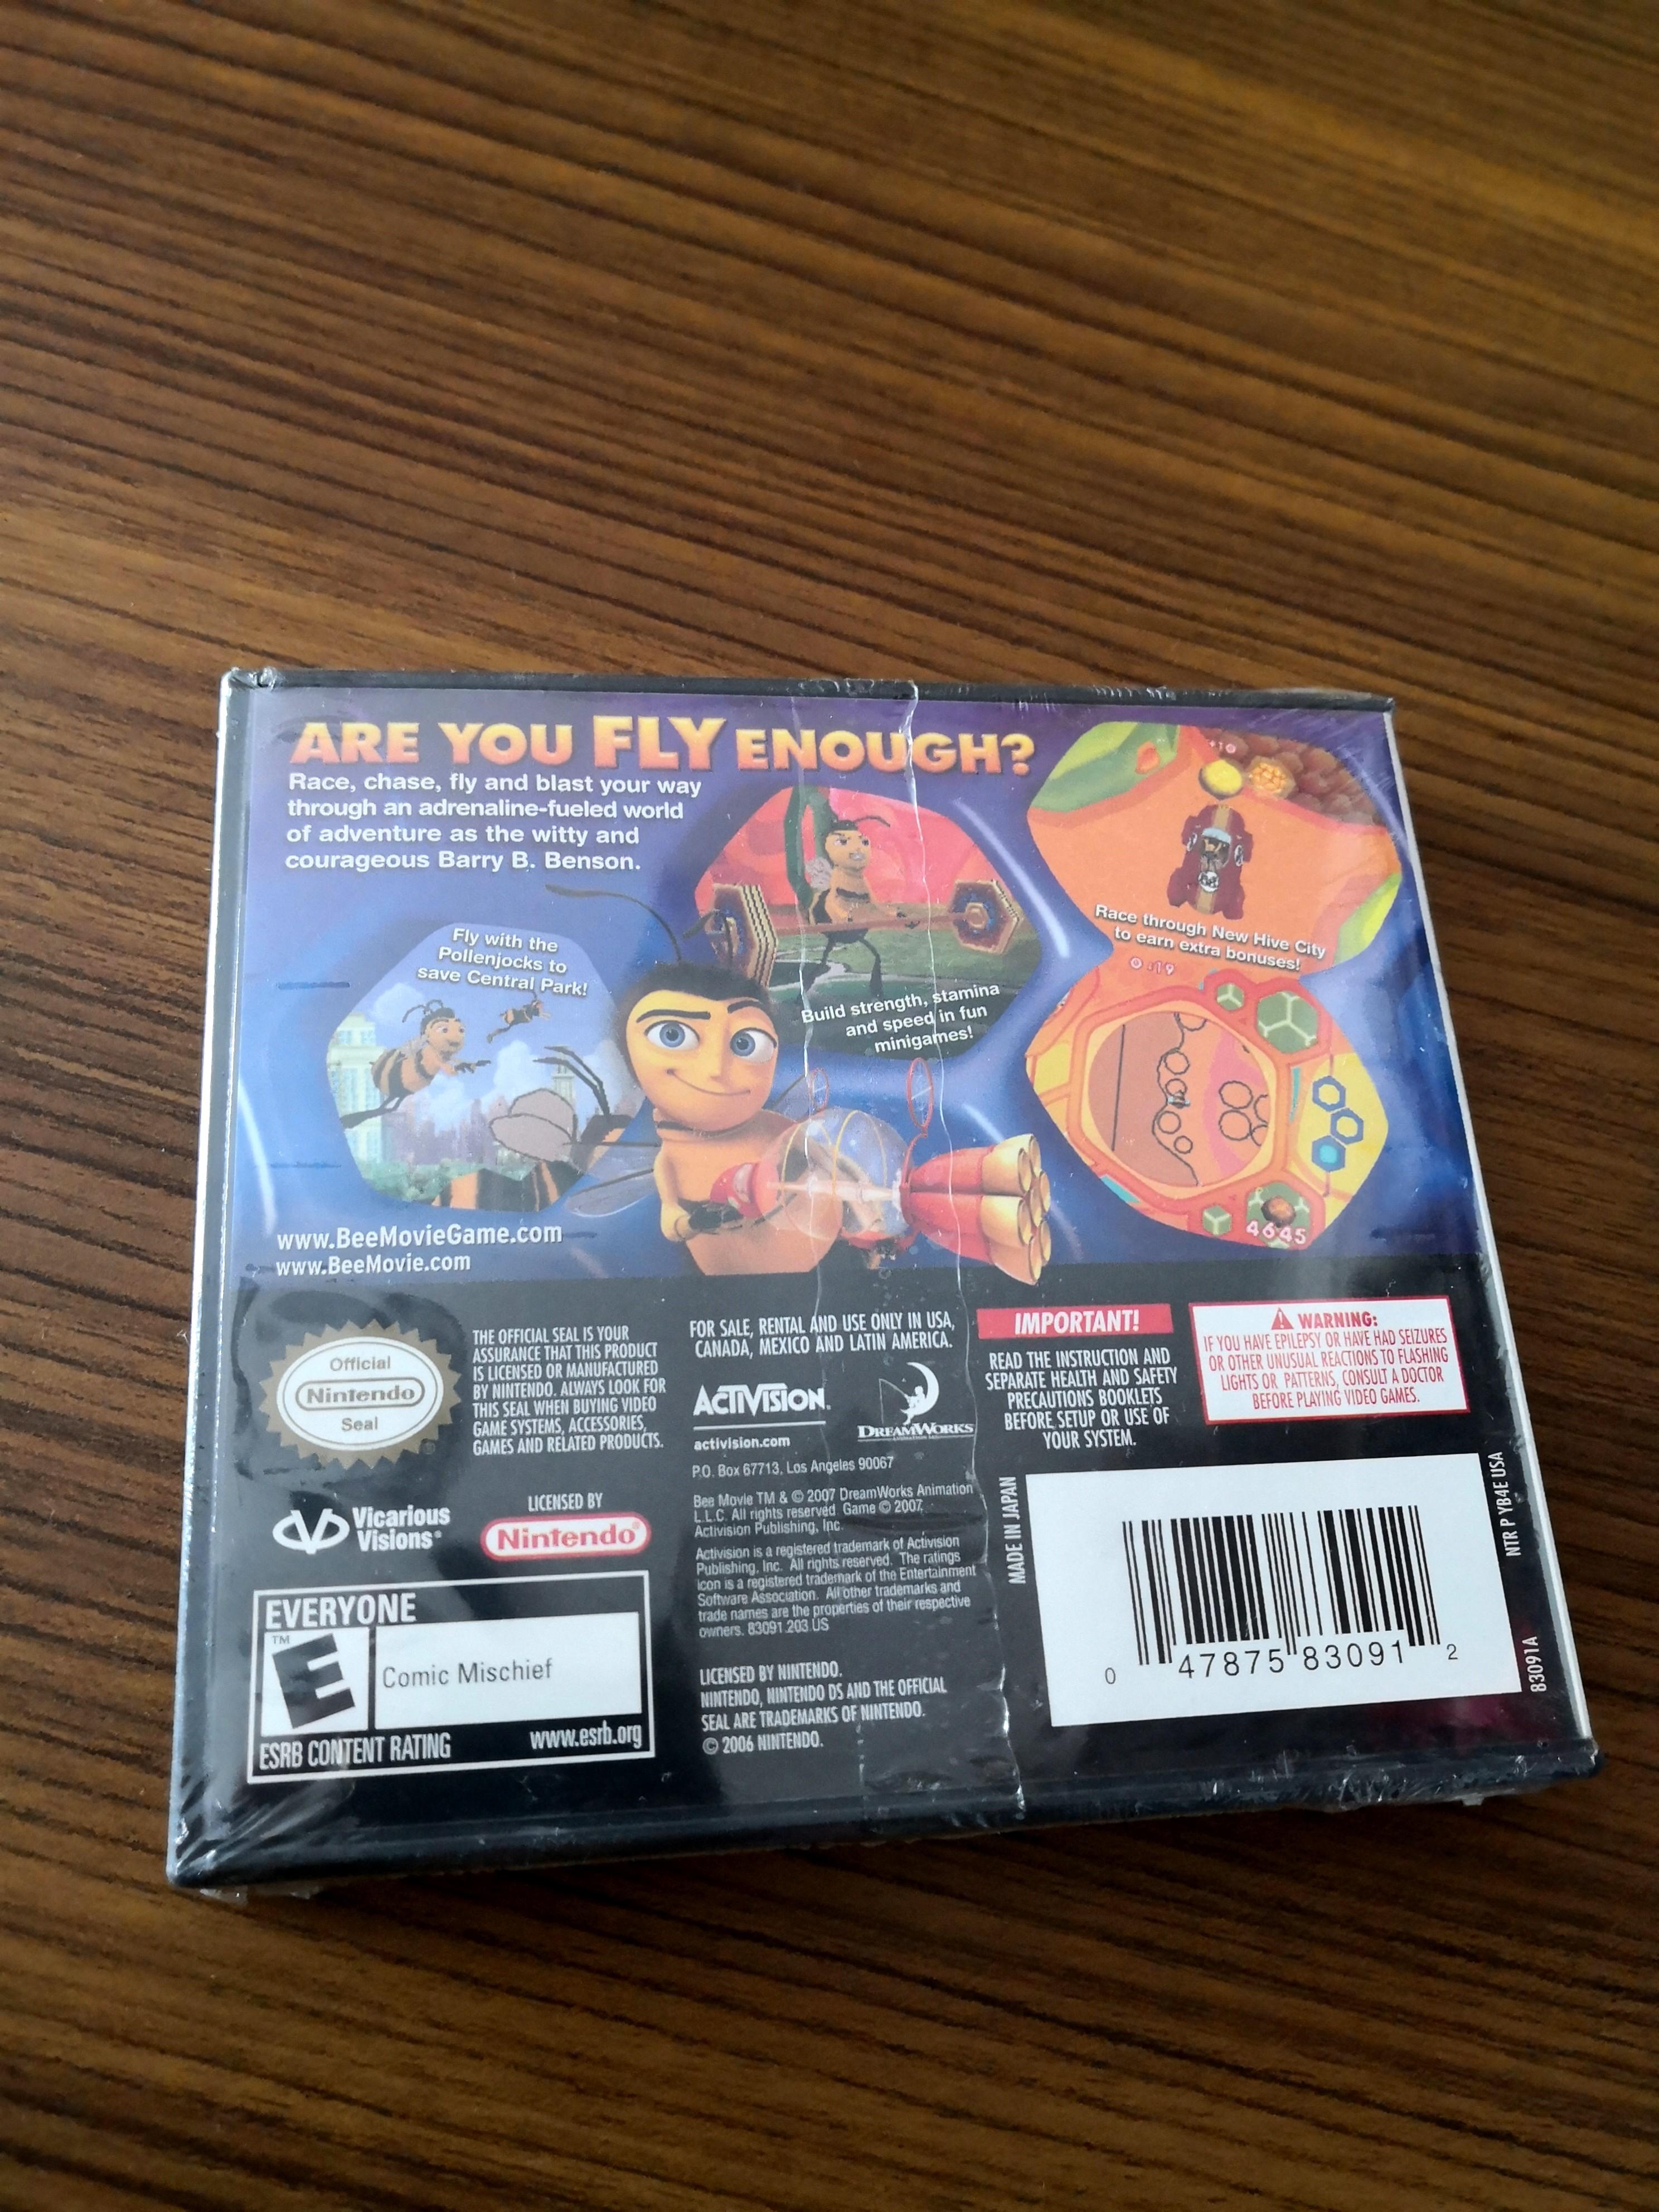 ARE YOU FLY ENOUGH?
Race, chase, fly and blast your way
through an adrenaline-fueled world
of adventure as the witty and
courageous Barry B. Benson.
Fly with the
Pollenjocks to
save Central Park!
Build strength, stamina
and speed in fun
minigames!
+10
Race through New Hive City
to earn extra bonuses!
4645
www.BeeMovieGame.com
www.BeeMovie.com
Official
Nintendo
Seal
THE OFFICIAL SEAL IS YOUR
ASSURANCE THAT THIS PRODUCT
IS LICENSED OR MANUFACTURED
BY NINTENDO. ALWAYS LOOK FOR
THIS SEAL WHEN BUYING VIDEO
GAME SYSTEMS, ACCESSORIES,
GAMES AND RELATED PRODUCTS.
Vicarious
Visions®
LICENSED BY
Nintendo®
EVERYONE
E™
Comic Mischief
ESRB CONTENT RATING
www.esrb.org
FOR SALE, RENTAL AND USE ONLY IN USA,
CANADA, MEXICO AND LATIN AMERICA.
ACTIVISION.
activision.com
DREAMWORKS
P.O. Box 67713, Los Angeles 90067
Bee Movie TM & © 2007 DreamWorks Animation
L.L.C. All rights reserved. Game © 2007
Activision Publishing, Inc.
Activision is a registered trademark of Activision
Publishing, Inc. All rights reserved. The ratings
icon is a registered trademark of the Entertainment
Software Association. All other trademarks and
trade names are the properties of their respective
owners. 83091.203.US
LICENSED BY NINTENDO.
NINTENDO, NINTENDO DS AND THE OFFICIAL
SEAL ARE TRADEMARKS OF NINTENDO.
© 2006 NINTENDO.
IMPORTANT!
READ THE INSTRUCTION AND
SEPARATE HEALTH AND SAFETY
PRECAUTIONS BOOKLETS
BEFORE SETUP OR USE OF
YOUR SYSTEM.
WARNING:
IF YOU HAVE EPILEPSY OR HAVE HAD SEIZURES
OR OTHER UNUSUAL REACTIONS TO FLASHING
LIGHTS OR PATTERNS, CONSULT A DOCTOR
BEFORE PLAYING VIDEO GAMES.
MADE IN JAPAN
0 47875 83091 2
NTR P YB4E USA
83091A